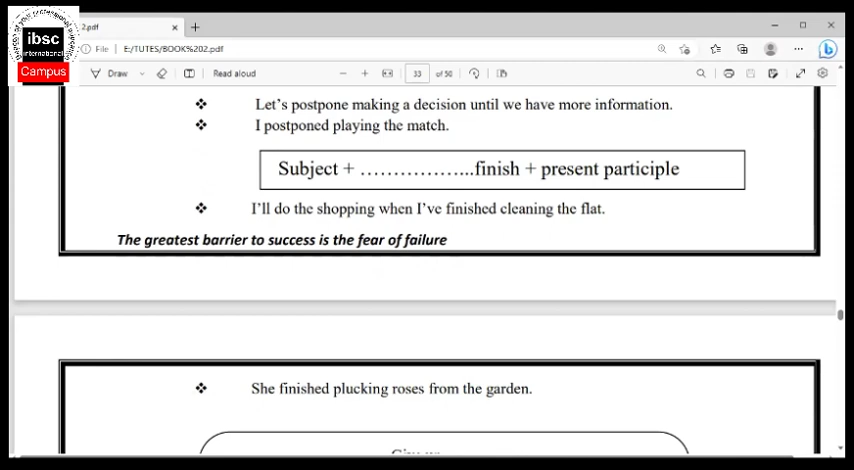 ibsc
international
Campus
2.pdf
File
E:/TUTES/BOOK%202.pdf
Draw
Read aloud
33
of 50
❖ Let's postpone making a decision until we have more information.
❖ I postponed playing the match.
Subject + ………………..finish + present participle
❖ I'll do the shopping when I've finished cleaning the flat.
The greatest barrier to success is the fear of failure
❖ She finished plucking roses from the garden.